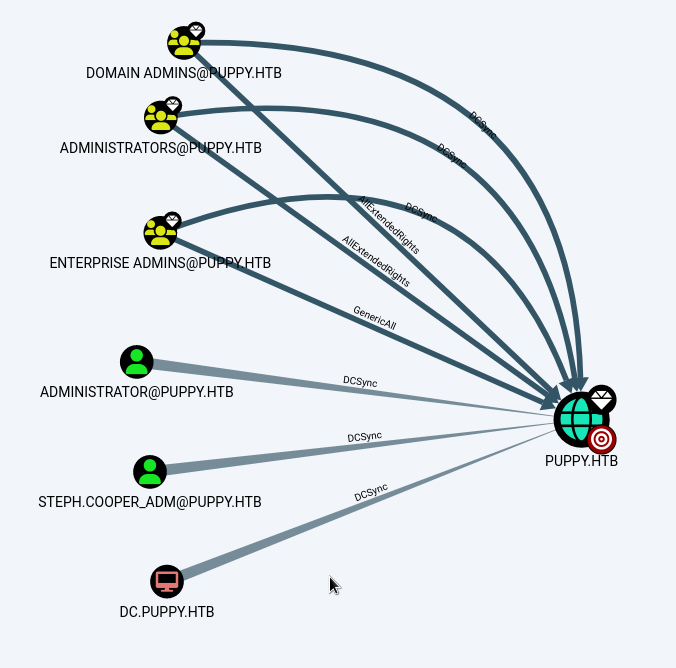 DOMAIN ADMINS@PUPPY.HTB
DCSync
ADMINISTRATORS@PUPPY.HTB
DCSync
AllExtendedRights
DCSync
ENTERPRISE ADMINS@PUPPY.HTB
AllExtendedRights
GenericAll
ADMINISTRATOR@PUPPY.HTB
DCSync
DCSync
PUPPY.HTB
STEPH.COOPER_ADM@PUPPY.HTB
DCSync
DC.PUPPY.HTB